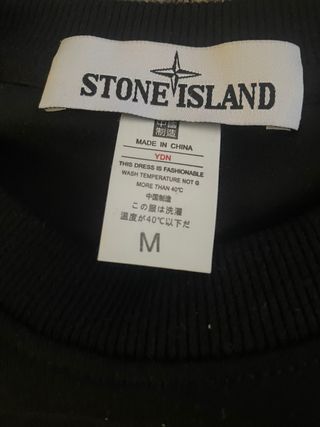 STONE ISLAND
中国
制造
MADE IN CHINA
YDN
THIS DRESS IS FASHIONABLE
WASH TEMPERATURE NOT G
MORE THAN 40℃
中国制造
この服は洗濯
温度が40℃以下だ
M